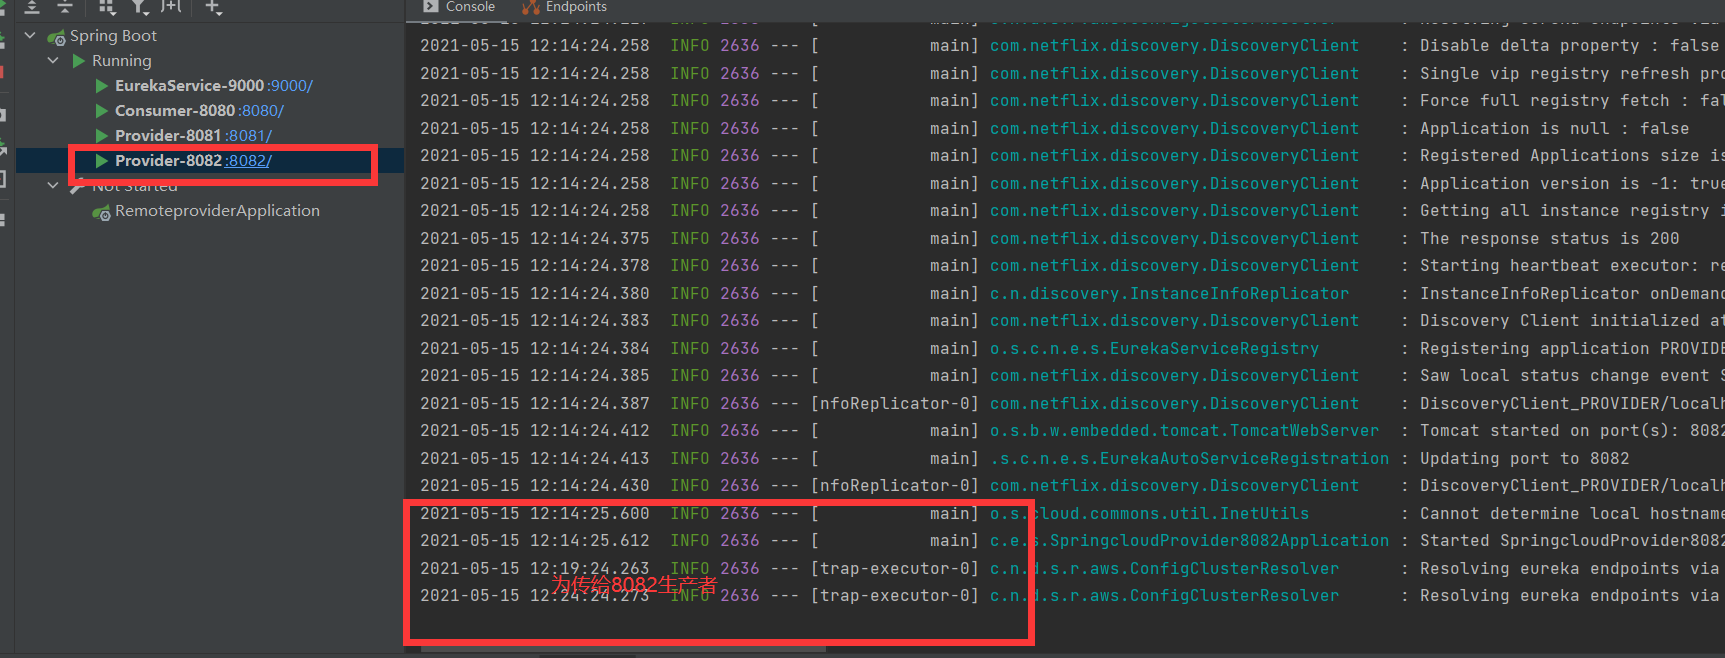 Console Endpoints
Spring Boot
Running
EurekaService-9000 :9000/
Consumer-8080 :8080/
Provider-8081 :8081/
Provider-8082 :8082/
Not Started
RemoteproviderApplication
2021-05-15 12:14:24.258 INFO 2636 --- [ main] com.netflix.discovery.DiscoveryClient : Disable delta property : false
2021-05-15 12:14:24.258 INFO 2636 --- [ main] com.netflix.discovery.DiscoveryClient : Single vip registry refresh pro
2021-05-15 12:14:24.258 INFO 2636 --- [ main] com.netflix.discovery.DiscoveryClient : Force full registry fetch : fal
2021-05-15 12:14:24.258 INFO 2636 --- [ main] com.netflix.discovery.DiscoveryClient : Application is null : false
2021-05-15 12:14:24.258 INFO 2636 --- [ main] com.netflix.discovery.DiscoveryClient : Registered Applications size is
2021-05-15 12:14:24.258 INFO 2636 --- [ main] com.netflix.discovery.DiscoveryClient : Application version is -1: true
2021-05-15 12:14:24.258 INFO 2636 --- [ main] com.netflix.discovery.DiscoveryClient : Getting all instance registry i
2021-05-15 12:14:24.375 INFO 2636 --- [ main] com.netflix.discovery.DiscoveryClient : The response status is 200
2021-05-15 12:14:24.378 INFO 2636 --- [ main] com.netflix.discovery.DiscoveryClient : Starting heartbeat executor: re
2021-05-15 12:14:24.380 INFO 2636 --- [ main] c.n.discovery.InstanceInfoReplicator : InstanceInfoReplicator onDeman
2021-05-15 12:14:24.383 INFO 2636 --- [ main] com.netflix.discovery.DiscoveryClient : Discovery Client initialized at
2021-05-15 12:14:24.384 INFO 2636 --- [ main] o.s.c.n.e.s.EurekaServiceRegistry : Registering application PROVIDE
2021-05-15 12:14:24.385 INFO 2636 --- [ main] com.netflix.discovery.DiscoveryClient : Saw local status change event S
2021-05-15 12:14:24.387 INFO 2636 --- [nfoReplicator-0] com.netflix.discovery.DiscoveryClient : DiscoveryClient_PROVIDER/localh
2021-05-15 12:14:24.412 INFO 2636 --- [ main] o.s.b.w.embedded.tomcat.TomcatWebServer : Tomcat started on port(s): 8082
2021-05-15 12:14:24.413 INFO 2636 --- [ main] .s.c.n.e.s.EurekaAutoServiceRegistration : Updating port to 8082
2021-05-15 12:14:24.430 INFO 2636 --- [nfoReplicator-0] com.netflix.discovery.DiscoveryClient : DiscoveryClient_PROVIDER/localh
2021-05-15 12:14:25.600 INFO 2636 --- [ main] o.s.cloud.commons.util.InetUtils : Cannot determine local hostname
2021-05-15 12:14:25.612 INFO 2636 --- [ main] c.e.s.SpringcloudProvider8082Application : Started SpringcloudProvider8082
2021-05-15 12:19:24.263 INFO 2636 --- [trap-executor-0] c.n.d.s.r.aws.ConfigClusterResolver : Resolving eureka endpoints via
为传给8082生产者
2021-05-15 12:24:24.273 INFO 2636 --- [trap-executor-0] c.n.d.s.r.aws.ConfigClusterResolver : Resolving eureka endpoints via